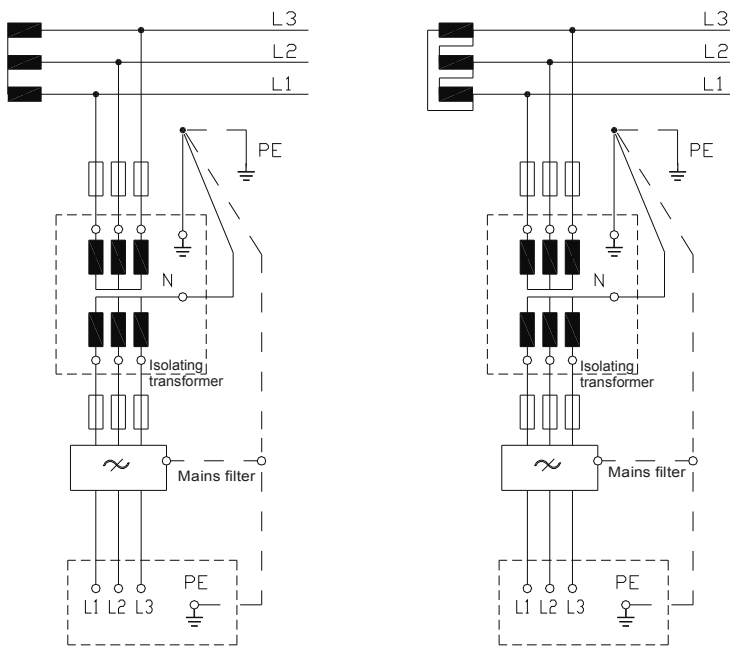 L3
L2
L1
PE
N
Isolating
transformer
Mains filter
PE
L1 L2 L3
L3
L2
L1
PE
N
Isolating
transformer
Mains filter
PE
L1 L2 L3